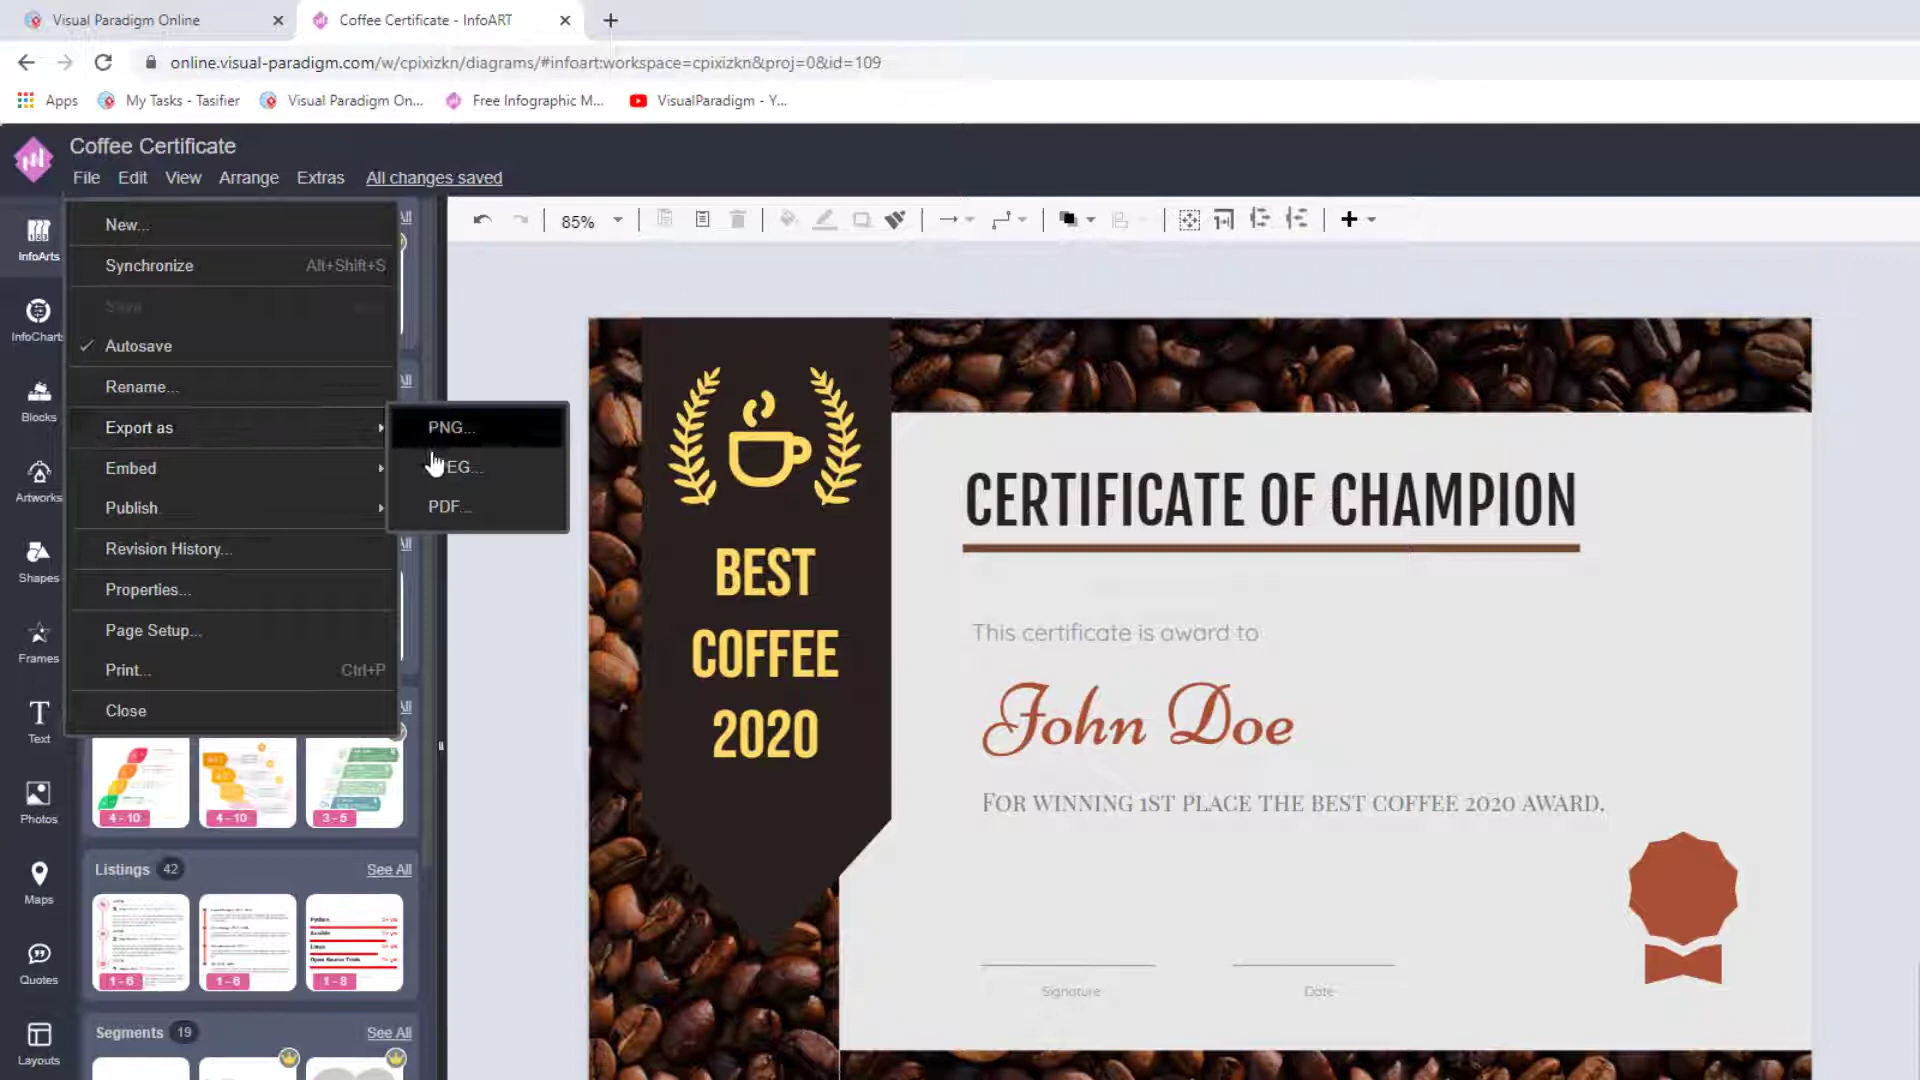 Visual Paradigm Online
Coffee Certificate - InfoART
online.visual-paradigm.com/w/cpixizkn/diagrams/#infoart:workspace=cpixizkn&proj=0&id=109
Apps
My Tasks - Tasifier
Visual Paradigm On...
Free Infographic M...
VisualParadigm - Y...
Coffee Certificate
File
Edit
View
Arrange
Extras
All changes saved
85%
InfoArts
InfoChart
Blocks
Artworks
Shapes
Frames
Text
Photos
Maps
Quotes
Layouts
New...
Synchronize Alt+Shift+S
Save
Autosave
Rename...
Export as
Embed
Publish
Revision History...
Properties...
Page Setup...
Print... Ctrl+P
Close
PNG...
EG...
PDF...
4 - 10
4 - 10
3 - 5
Listings 42 See All
1 - 6
1 - 6
1 - 8
Segments 19 See All
BEST
COFFEE
2020
CERTIFICATE OF CHAMPION
This certificate is award to
John Doe
FOR WINNING 1ST PLACE THE BEST COFFEE 2020 AWARD.
Signature
Date